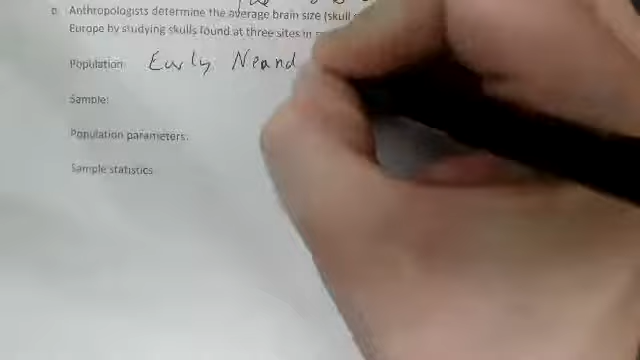 o. Anthropologists determine the average brain size (skull
Europe by studying skulls found at three sites in
Population: Early Neand
Sample:
Population parameters:
Sample statistics